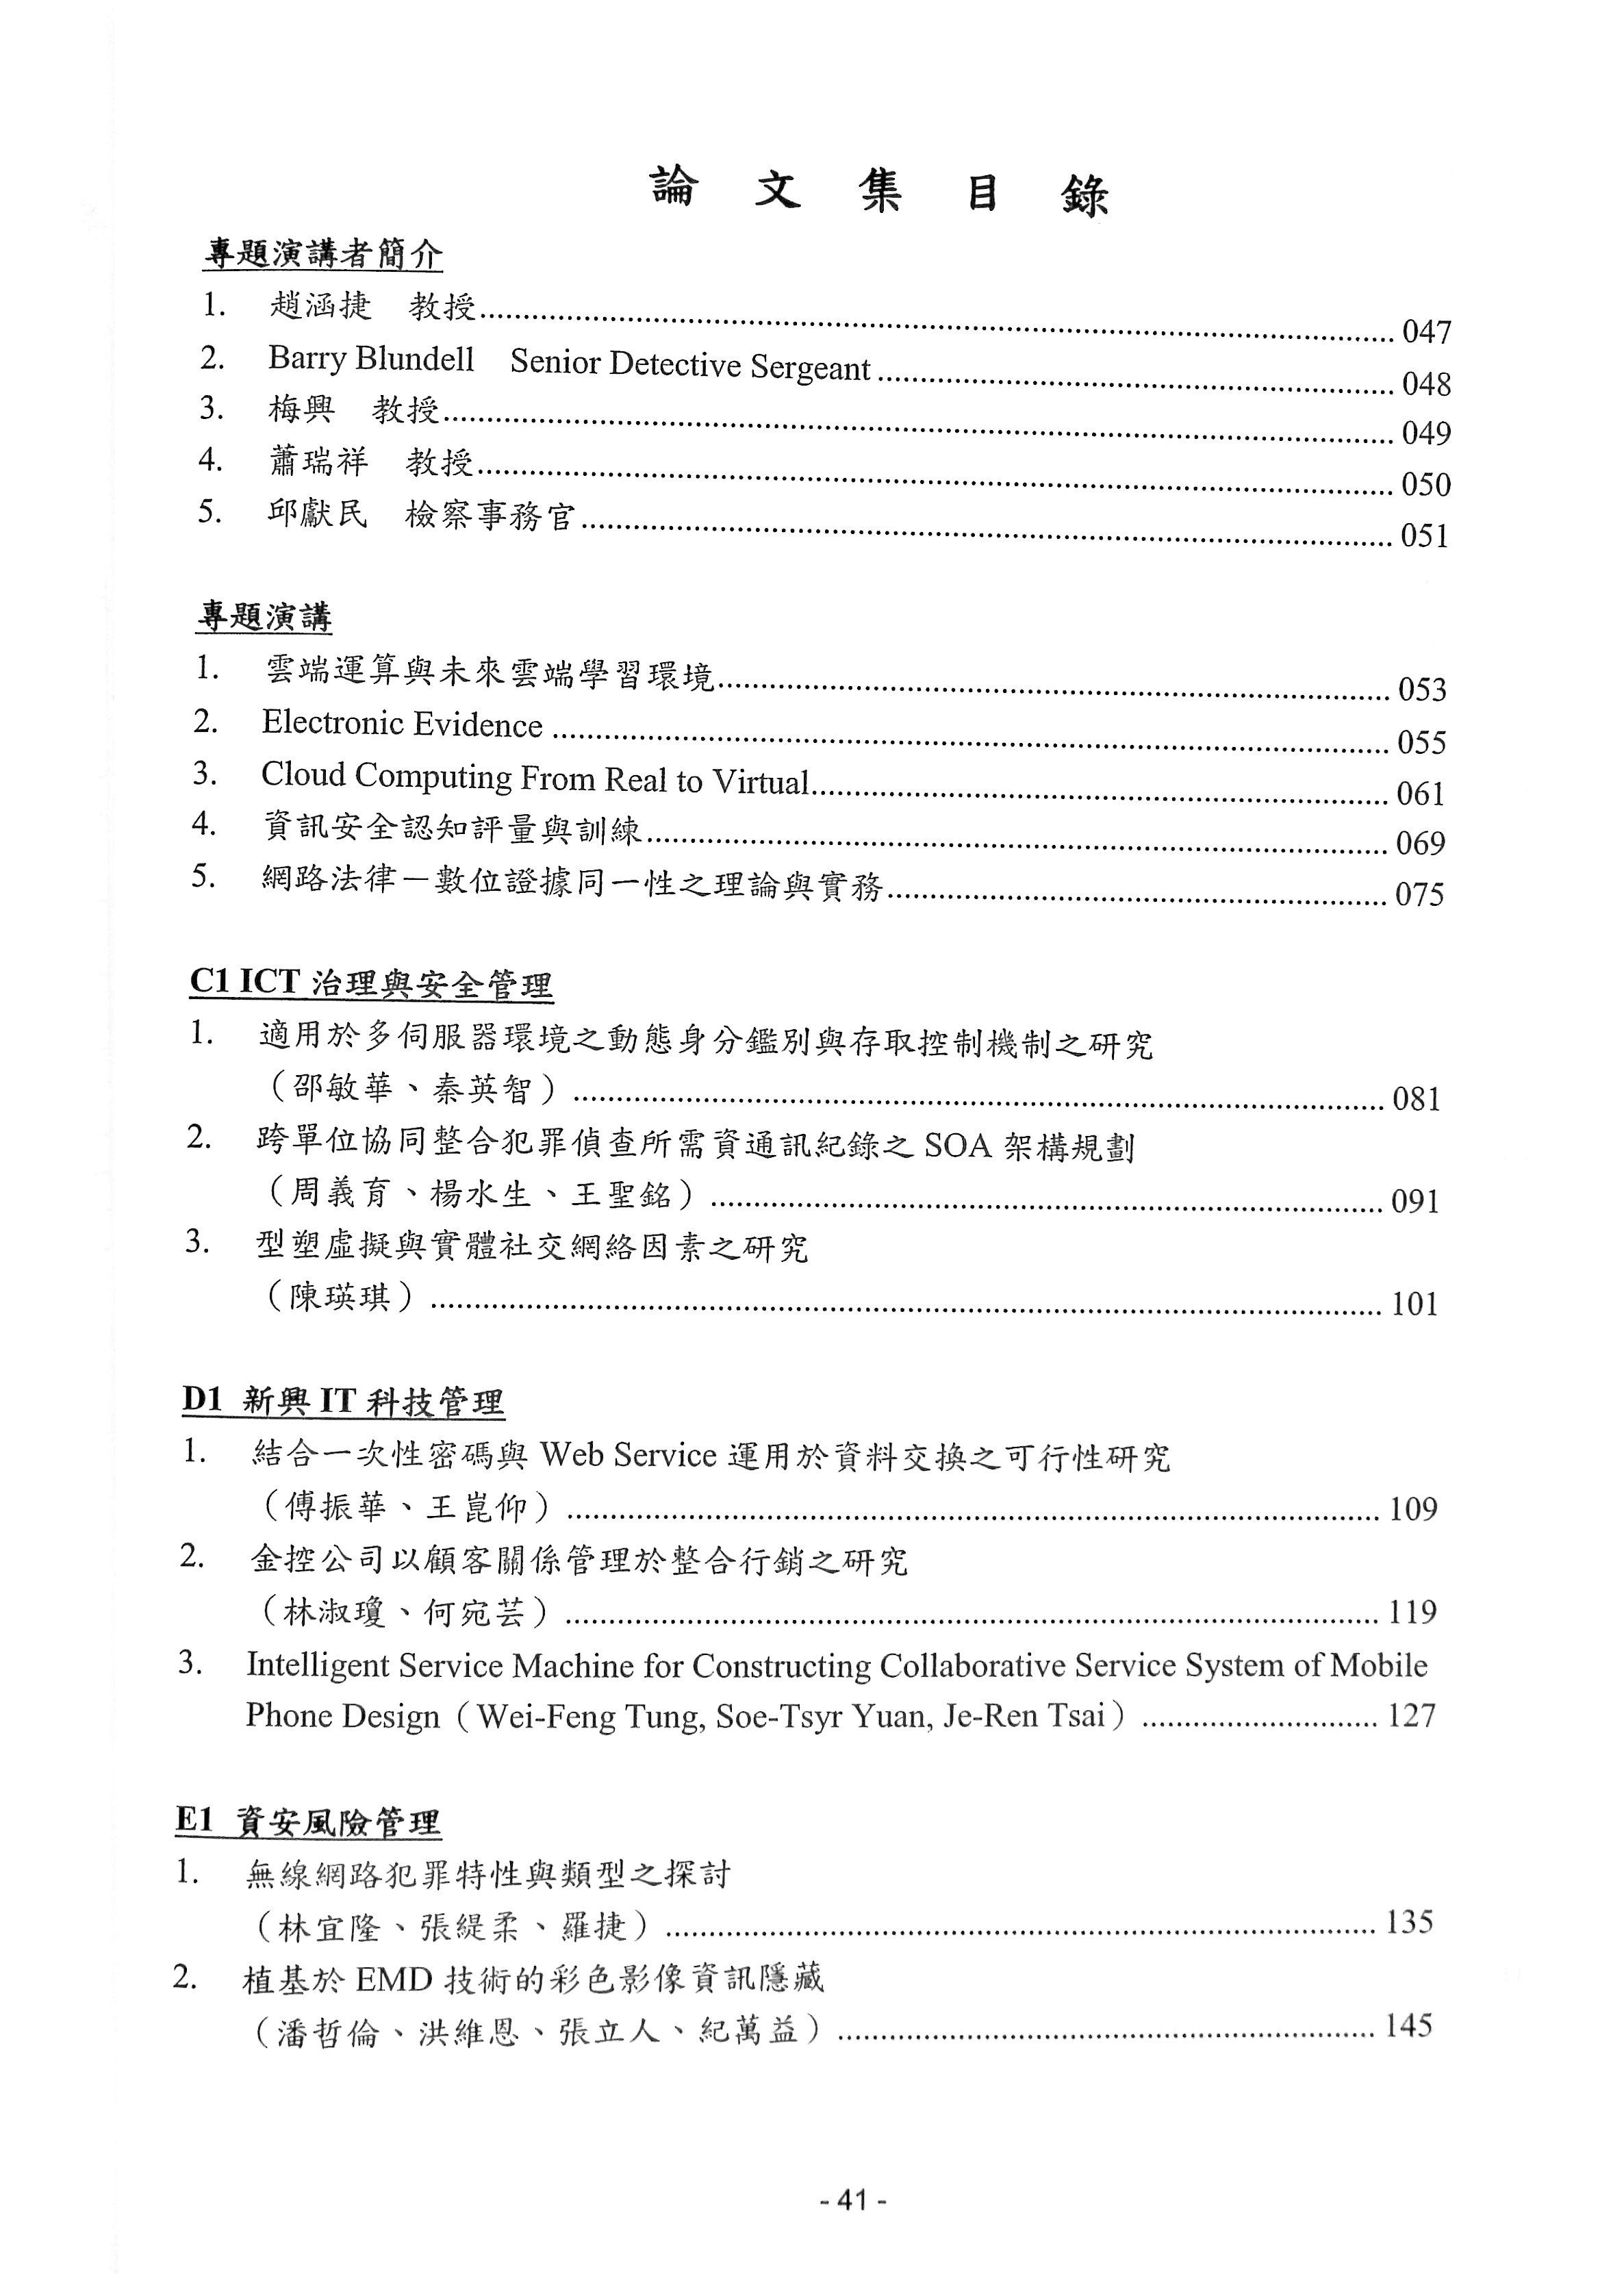 論文集目錄
專題演講者簡介
1. 趙涵捷 教授 047
2. Barry Blundell Senior Detective Sergeant 048
3. 梅興 教授 049
4. 蕭瑞祥 教授 050
5. 邱獻民 檢察事務官 051
專題演講
1. 雲端運算與未來雲端學習環境 053
2. Electronic Evidence 055
3. Cloud Computing From Real to Virtual 061
4. 資訊安全認知評量與訓練 069
5. 網路法律－數位證據同一性之理論與實務 075
C1 ICT 治理與安全管理
1. 適用於多伺服器環境之動態身分鑑別與存取控制機制之研究
（邵敏華、秦英智） 081
2. 跨單位協同整合犯罪偵查所需資通訊紀錄之 SOA 架構規劃
（周義育、楊水生、王聖銘） 091
3. 型塑虛擬與實體社交網絡因素之研究
（陳瑛琪） 101
D1 新興 IT 科技管理
1. 結合一次性密碼與 Web Service 運用於資料交換之可行性研究
（傅振華、王崑仰） 109
2. 金控公司以顧客關係管理於整合行銷之研究
（林淑瓊、何宛芸） 119
3. Intelligent Service Machine for Constructing Collaborative Service System of Mobile
Phone Design（Wei-Feng Tung, Soe-Tsyr Yuan, Je-Ren Tsai） 127
E1 資安風險管理
1. 無線網路犯罪特性與類型之探討
（林宜隆、張緹柔、羅捷） 135
2. 植基於 EMD 技術的彩色影像資訊隱藏
（潘哲倫、洪維恩、張立人、紀萬益） 145
- 41 -